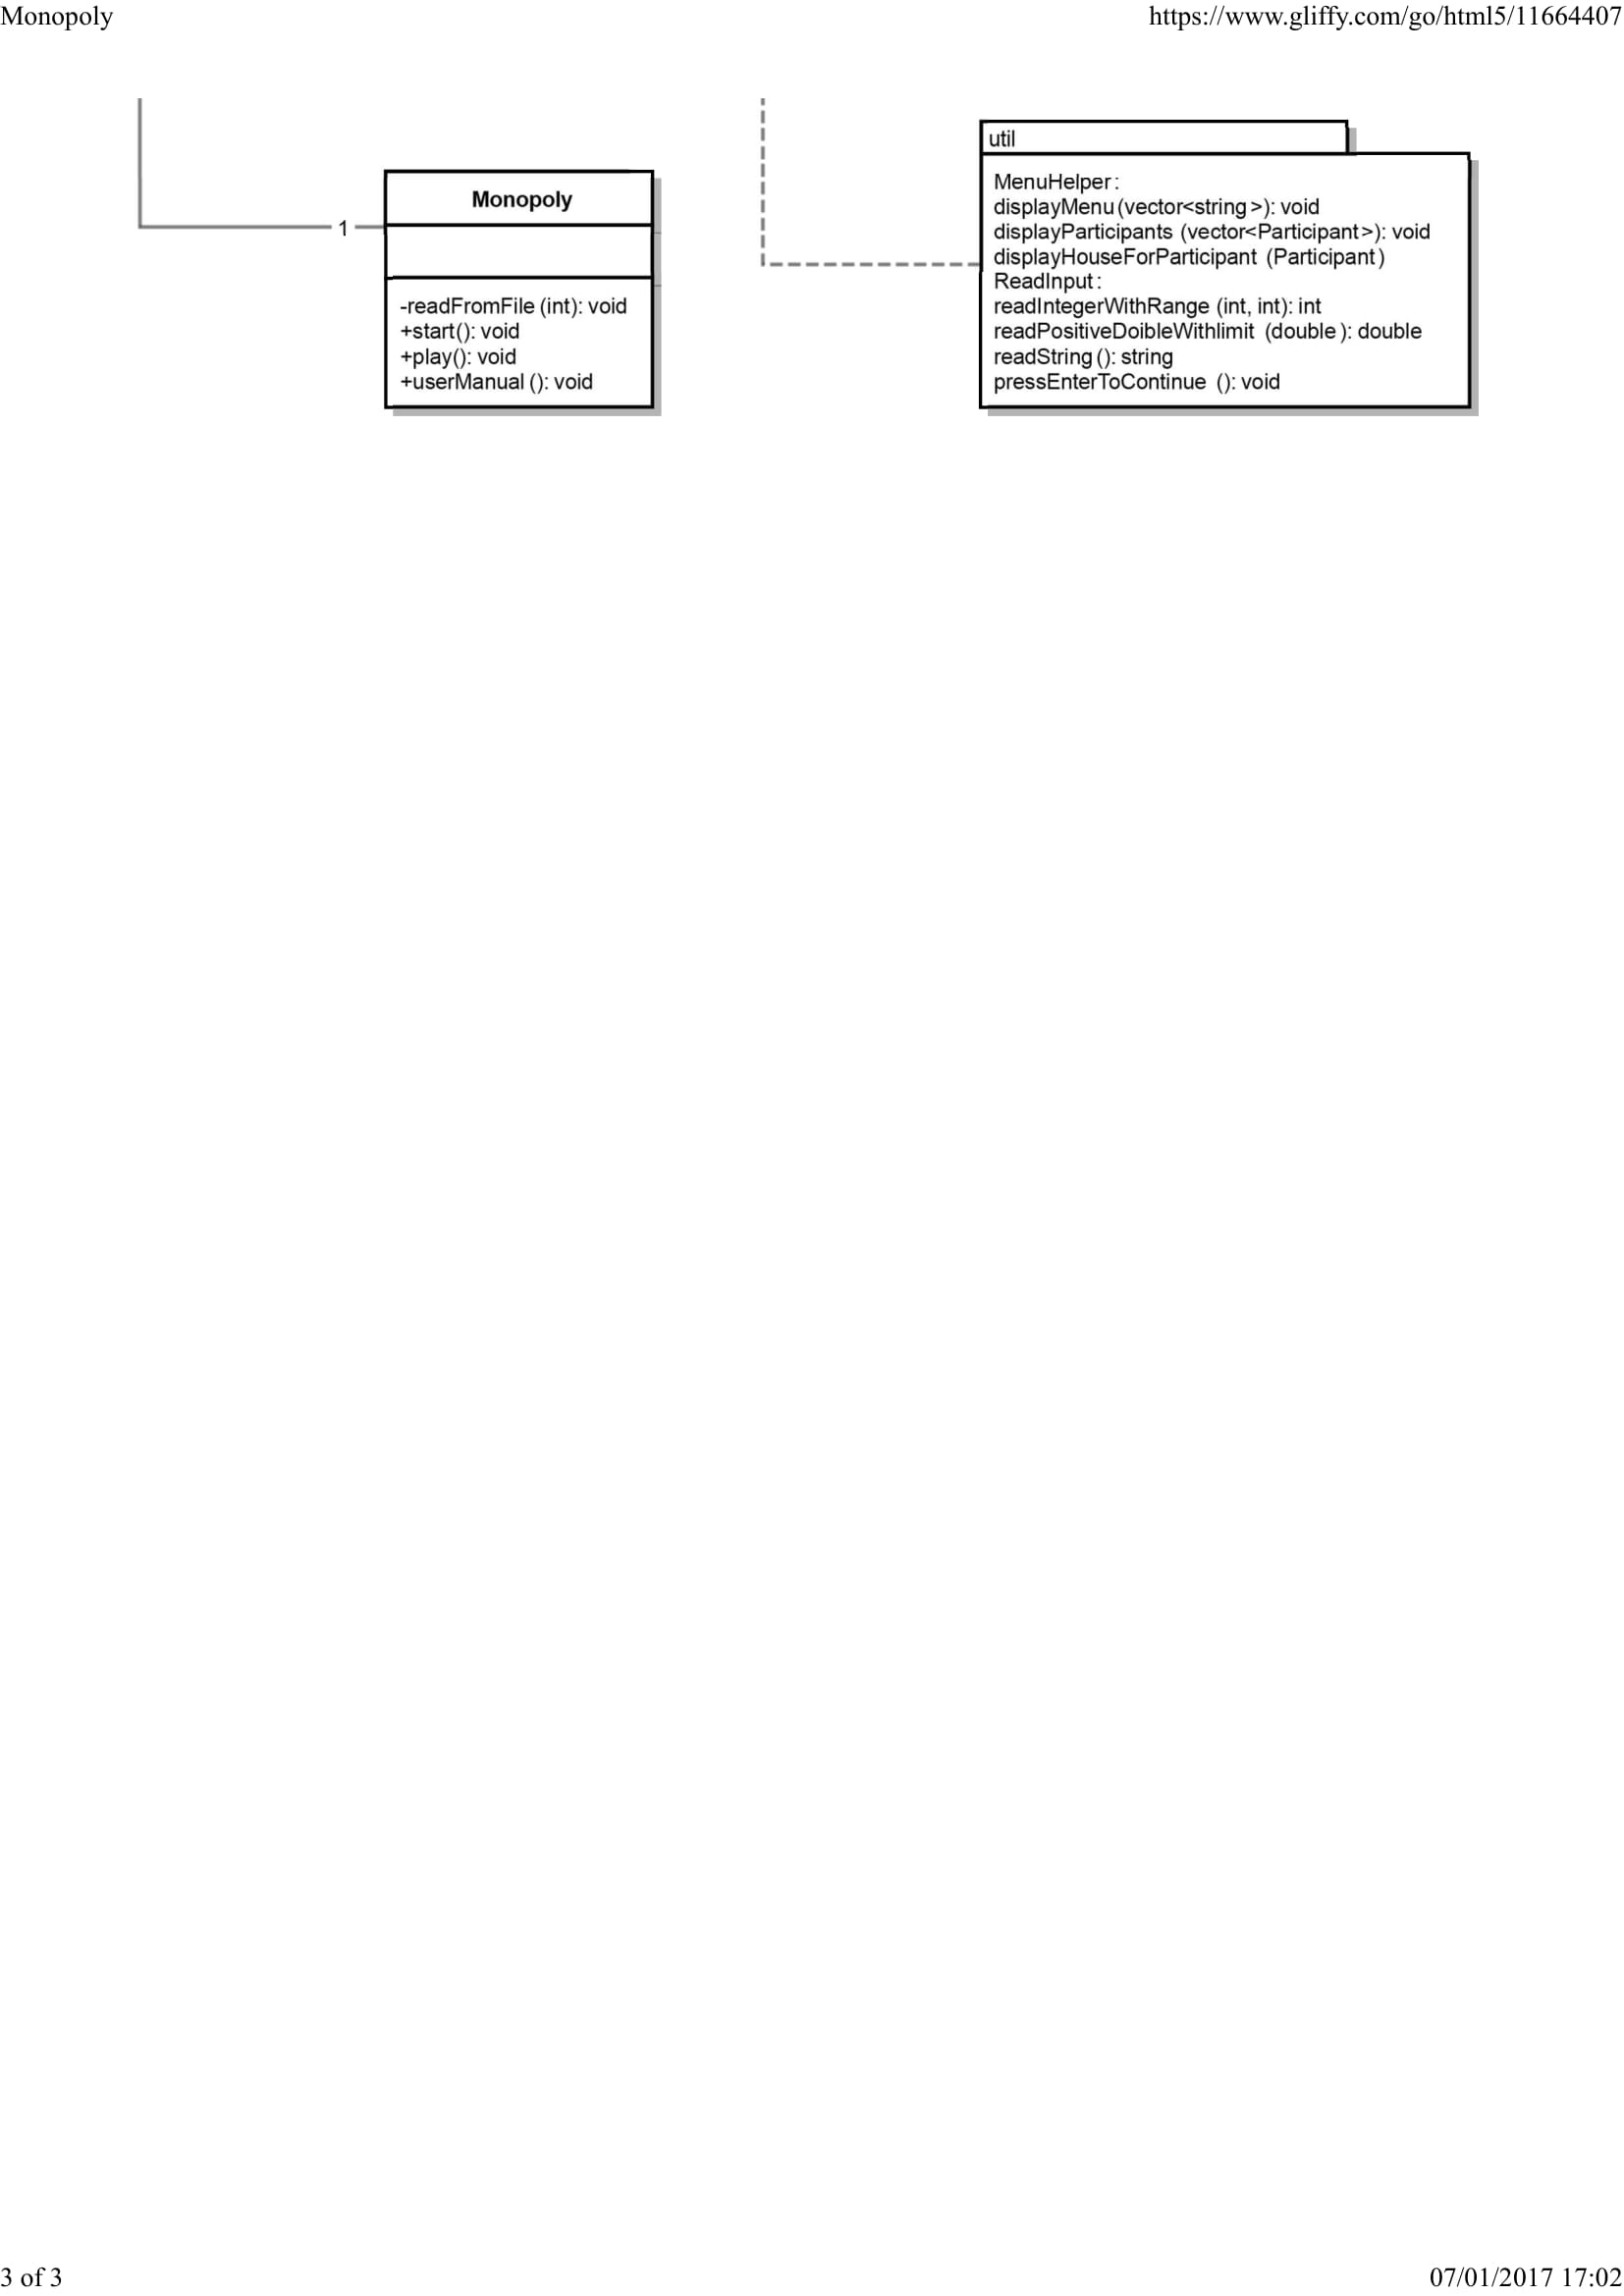 Monopoly
https://www.gliffy.com/go/html5/11664407
1
Monopoly
-readFromFile (int): void
+start(): void
+play(): void
+userManual (): void
util
MenuHelper:
displayMenu (vector<string>): void
displayParticipants (vector<Participant>): void
displayHouseForParticipant (Participant)
ReadInput:
readIntegerWithRange (int, int): int
readPositiveDoibleWithlimit (double): double
readString (): string
pressEnterToContinue (): void
3 of 3
07/01/2017 17:02